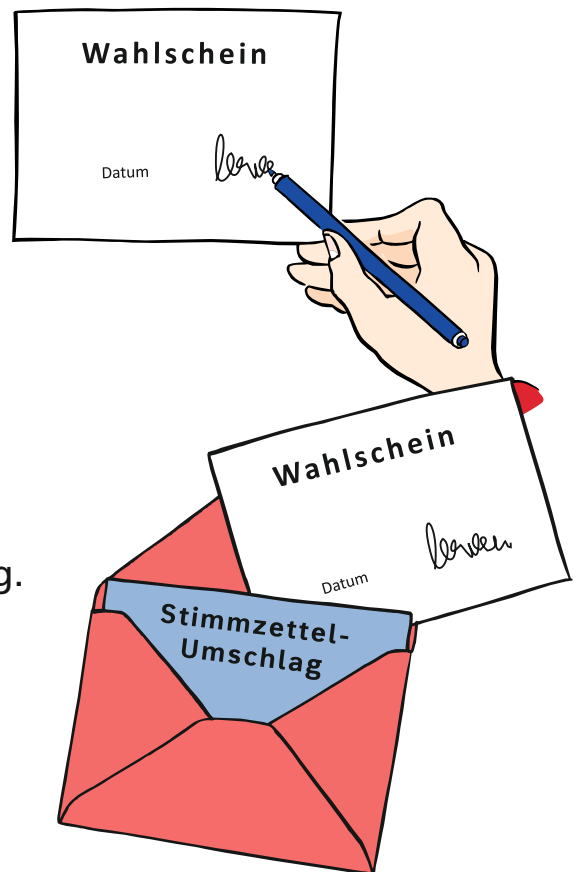 Wahlschein
Datum
Wahlschein
g.
Datum
Stimmzettel-
Umschlag